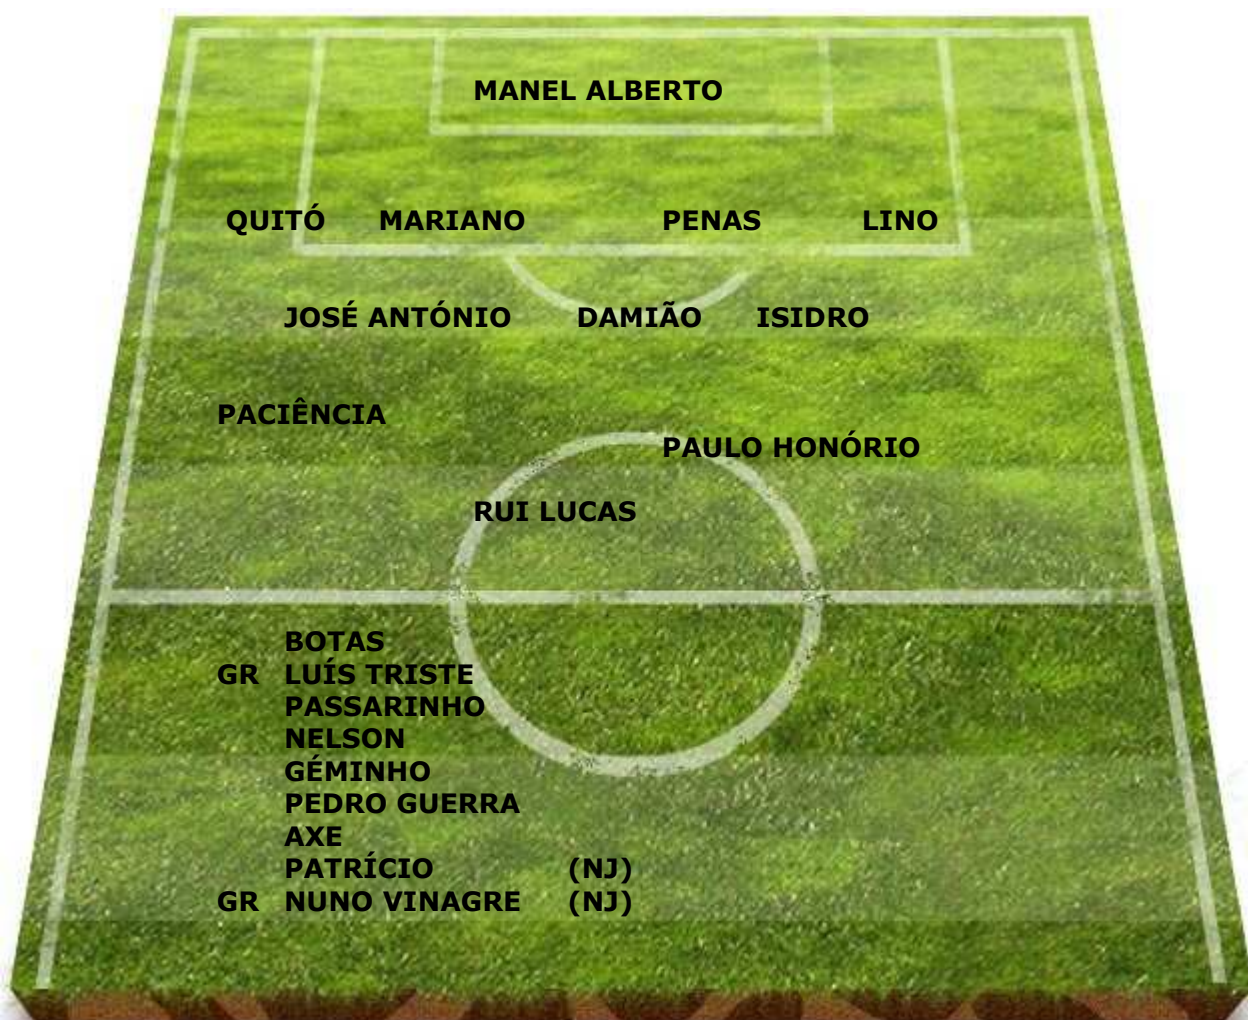 MANEL ALBERTO
QUITÓ MARIANO PENAS LINO
JOSÉ ANTÓNIO DAMIÃO ISIDRO
PACIÊNCIA
PAULO HONÓRIO
RUI LUCAS
BOTAS
GR LUÍS TRISTE
PASSARINHO
NELSON
GÉMINHO
PEDRO GUERRA
AXE
PATRÍCIO (NJ)
GR NUNO VINAGRE (NJ)